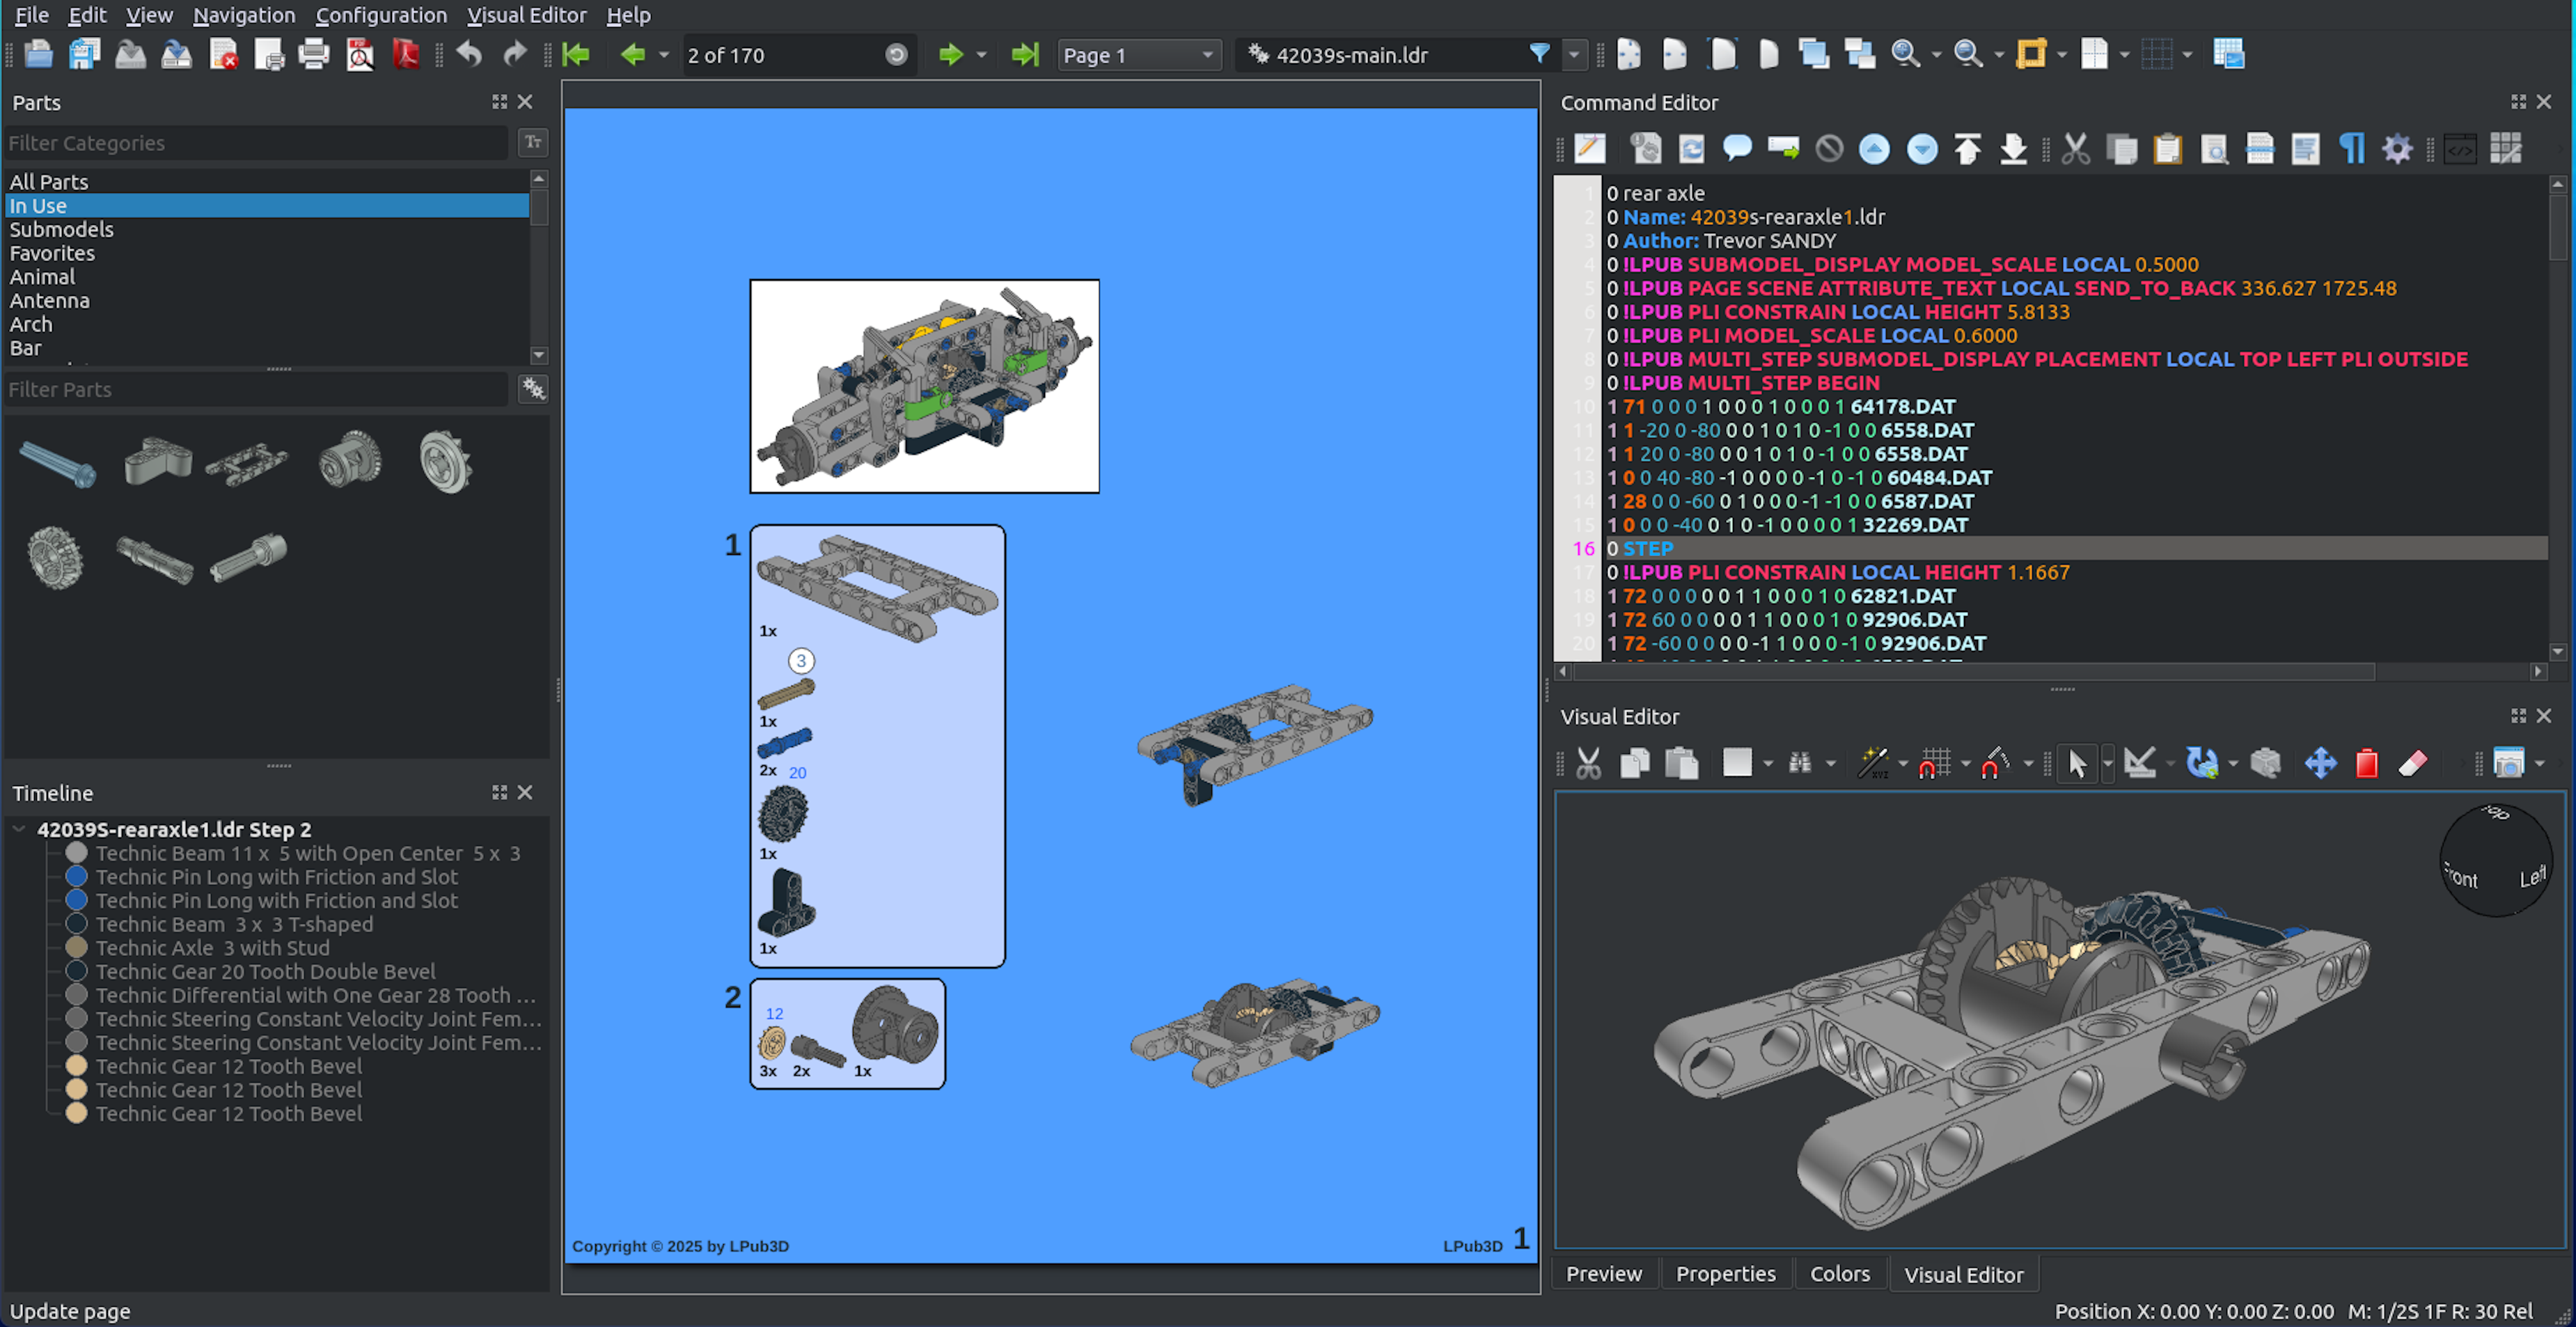 File Edit View Navigation Configuration Visual Editor Help
2 of 170 Page 1 42039s-main.ldr
Parts
Filter Categories
Tr
All Parts
In Use
Submodels
Favorites
Animal
Antenna
Arch
Bar
Filter Parts
Timeline
42039S-rearaxle1.ldr Step 2
Technic Beam 11 x 5 with Open Center 5 x 3
Technic Pin Long with Friction and Slot
Technic Pin Long with Friction and Slot
Technic Beam 3 x 3 T-shaped
Technic Axle 3 with Stud
Technic Gear 20 Tooth Double Bevel
Technic Differential with One Gear 28 Tooth ...
Technic Steering Constant Velocity Joint Fem...
Technic Steering Constant Velocity Joint Fem...
Technic Gear 12 Tooth Bevel
Technic Gear 12 Tooth Bevel
Technic Gear 12 Tooth Bevel
Update page
1
1x
3
1x
2x 20
1x
1x
2
12
3x 2x 1x
Copyright © 2025 by LPub3D
LPub3D 1
Command Editor
1 0 rear axle
2 0 Name: 42039s-rearaxle1.ldr
3 0 Author: Trevor SANDY
4 0 !LPUB SUBMODEL_DISPLAY MODEL_SCALE LOCAL 0.5000
5 0 !LPUB PAGE SCENE ATTRIBUTE_TEXT LOCAL SEND_TO_BACK 336.627 1725.48
6 0 !LPUB PLI CONSTRAIN LOCAL HEIGHT 5.8133
7 0 !LPUB PLI MODEL_SCALE LOCAL 0.6000
8 0 !LPUB MULTI_STEP SUBMODEL_DISPLAY PLACEMENT LOCAL TOP LEFT PLI OUTSIDE
9 0 !LPUB MULTI_STEP BEGIN
10 1 71 0 0 0 1 0 0 0 1 0 0 0 1 64178.DAT
11 1 1 -20 0 -80 0 0 1 0 1 0 -1 0 0 6558.DAT
12 1 1 20 0 -80 0 0 1 0 1 0 -1 0 0 6558.DAT
13 1 0 0 40 -80 -1 0 0 0 0 -1 0 -1 0 60484.DAT
14 1 28 0 0 -60 0 1 0 0 0 -1 -1 0 0 6587.DAT
15 1 0 0 0 -40 0 1 0 -1 0 0 0 0 1 32269.DAT
16 0 STEP
17 0 !LPUB PLI CONSTRAIN LOCAL HEIGHT 1.1667
18 1 72 0 0 0 0 0 1 1 0 0 0 1 0 62821.DAT
19 1 72 60 0 0 0 0 1 1 0 0 0 1 0 92906.DAT
20 1 72 -60 0 0 0 0 -1 1 0 0 0 -1 0 92906.DAT
Visual Editor
Top
Front Left
Preview Properties Colors Visual Editor
Position X: 0.00 Y: 0.00 Z: 0.00 M: 1/2S 1F R: 30 Rel